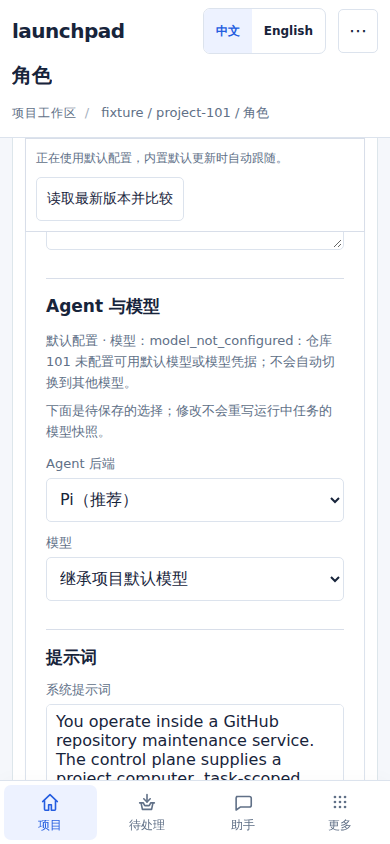 launchpad
中文 English ...
角色
项目工作区 / fixture / project-101 / 角色
正在使用默认配置，内置默认更新时自动跟随。
读取最新版本并比较
Agent 与模型
默认配置 · 模型：model_not_configured：仓库
101 未配置可用默认模型或模型凭据；不会自动切
换到其他模型。
下面是待保存的选择；修改不会重写运行中任务的
模型快照。
Agent 后端
Pi（推荐）
模型
继承项目默认模型
提示词
系统提示词
You operate inside a GitHub
repository maintenance service.
The control plane supplies a
project computer, task-scoped
项目 待处理 助手 更多